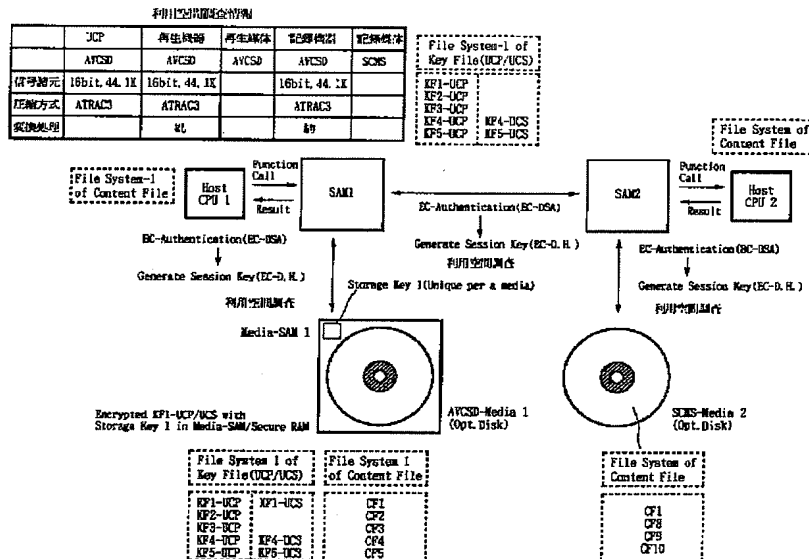 利用空間調査情報
UCP 再生機器 再生媒体 記録機器 記録媒体
AVCSD AVCSD AVCSD AVCSD SCMS
信号諸元 16bit, 44.1K 16bit, 44.1K 16bit, 44.1K
圧縮方式 ATRAC3 ATRAC3 ATRAC3
変換処理
File System-1 of
Key File(UCP/UCS)
KF1-UCP
KF2-UCP
KF3-UCP
KF4-UCP KF4-UCS
KF5-UCP KF5-UCS
File System of
Content File
File System-1
of Content File
Host
CPU 1
Function
Call
Result
SAM1
SAM2
Function
Call
Result
Host
CPU 2
EC-Authentication(EC-DSA)
Generate Session Key(EC-D.H.)
利用空間調査
EC-Authentication(EC-DSA)
Generate Session Key(EC-D.H.)
利用空間調査
EC-Authentication(EC-DSA)
Generate Session Key(EC-D.H.)
利用空間調査
Storage Key 1(Unique per a media)
Media-SAM 1
Encrypted KF1-UCP/UCS with
Storage Key 1 in Media-SAM/Secure RAM
AVCSD-Media 1
(Opt.Disk)
SCMS-Media 2
(Opt.Disk)
File System 1 of
Key File(UCP/UCS)
KF1-UCP KF1-UCS
KF2-UCP
KF3-UCP
KF4-UCP KF4-UCS
KF5-UCP KF5-UCS
File System 1
of Content File
CF1
CF2
CF3
CF4
CF5
File System of
Content File
CF1
CF8
CF9
CF10